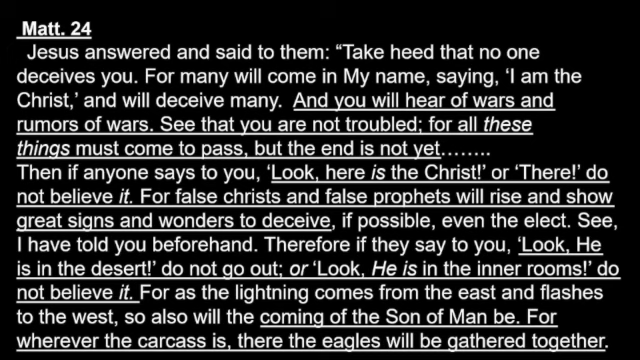 Matt. 24
Jesus answered and said to them: “Take heed that no one
deceives you. For many will come in My name, saying, ‘I am the
Christ,’ and will deceive many.  And you will hear of wars and
rumors of wars. See that you are not troubled; for all these
things must come to pass, but the end is not yet……..
Then if anyone says to you, ‘Look, here is the Christ!’ or ‘There!’ do
not believe it. For false christs and false prophets will rise and show
great signs and wonders to deceive, if possible, even the elect. See,
I have told you beforehand. Therefore if they say to you, ‘Look, He
is in the desert!’ do not go out; or ‘Look, He is in the inner rooms!’ do
not believe it. For as the lightning comes from the east and flashes
to the west, so also will the coming of the Son of Man be. For
wherever the carcass is, there the eagles will be gathered together.